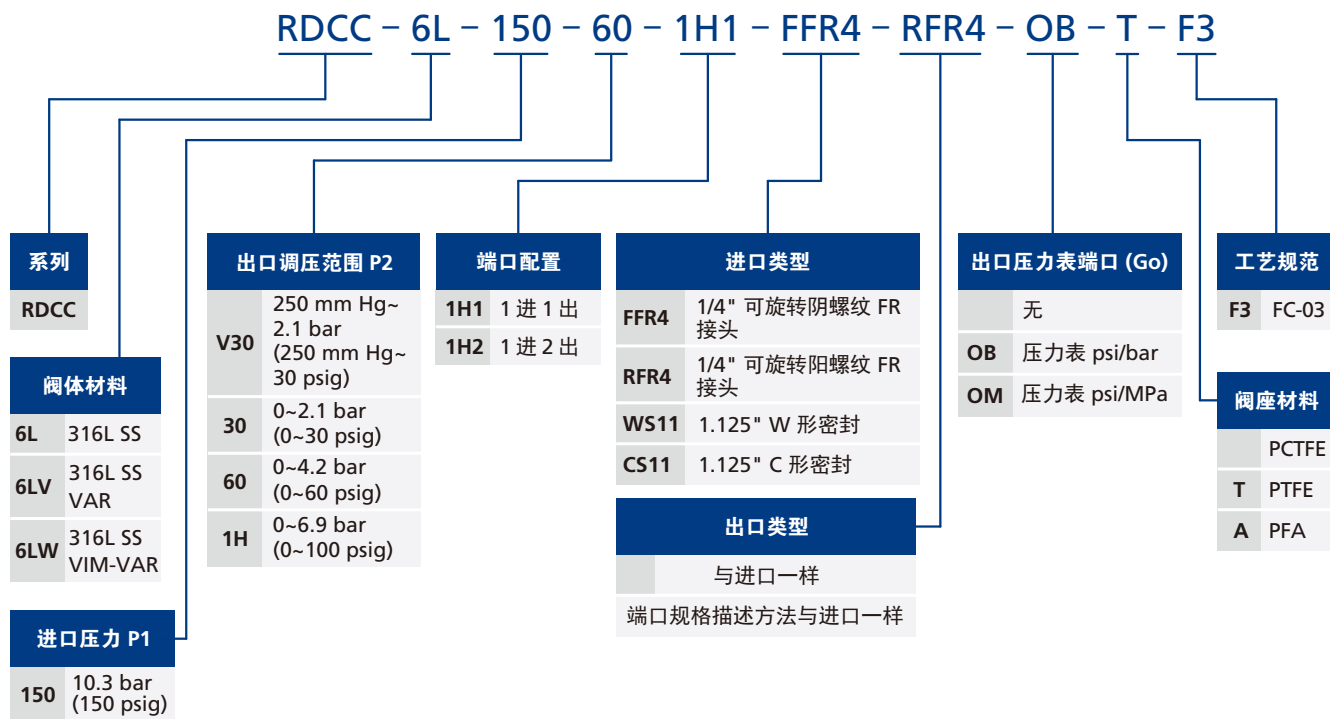 RDCC – 6L – 150 – 60 – 1H1 – FFR4 – RFR4 – OB – T – F3
系列
RDCC
阀体材料
6L 316L SS
6LV 316L SS
VAR
6LW 316L SS
VIM-VAR
进口压力 P1
150 10.3 bar
(150 psig)
出口调压范围 P2
V30 250 mm Hg~
2.1 bar
(250 mm Hg~
30 psig)
30 0~2.1 bar
(0~30 psig)
60 0~4.2 bar
(0~60 psig)
1H 0~6.9 bar
(0~100 psig)
端口配置
1H1 1 进 1 出
1H2 1 进 2 出
进口类型
FFR4 1/4" 可旋转阴螺纹 FR
接头
RFR4 1/4" 可旋转阳螺纹 FR
接头
WS11 1.125" W 形密封
CS11 1.125" C 形密封
出口类型
与进口一样
端口规格描述方法与进口一样
出口压力表端口 (Go)
无
OB 压力表 psi/bar
OM 压力表 psi/MPa
工艺规范
F3 FC-03
阀座材料
PCTFE
T PTFE
A PFA